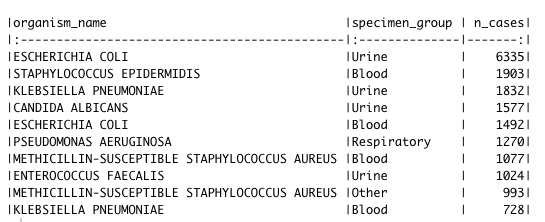 |organism_name |specimen_group | n_cases|
|:--------------------------------------------|:--------------|-------:|
|ESCHERICHIA COLI |Urine | 6335|
|STAPHYLOCOCCUS EPIDERMIDIS |Blood | 1903|
|KLEBSIELLA PNEUMONIAE |Urine | 1832|
|CANDIDA ALBICANS |Urine | 1577|
|ESCHERICHIA COLI |Blood | 1492|
|PSEUDOMONAS AERUGINOSA |Respiratory | 1270|
|METHICILLIN-SUSCEPTIBLE STAPHYLOCOCCUS AUREUS |Blood | 1077|
|ENTEROCOCCUS FAECALIS |Urine | 1024|
|METHICILLIN-SUSCEPTIBLE STAPHYLOCOCCUS AUREUS |Other | 993|
|KLEBSIELLA PNEUMONIAE |Blood | 728|